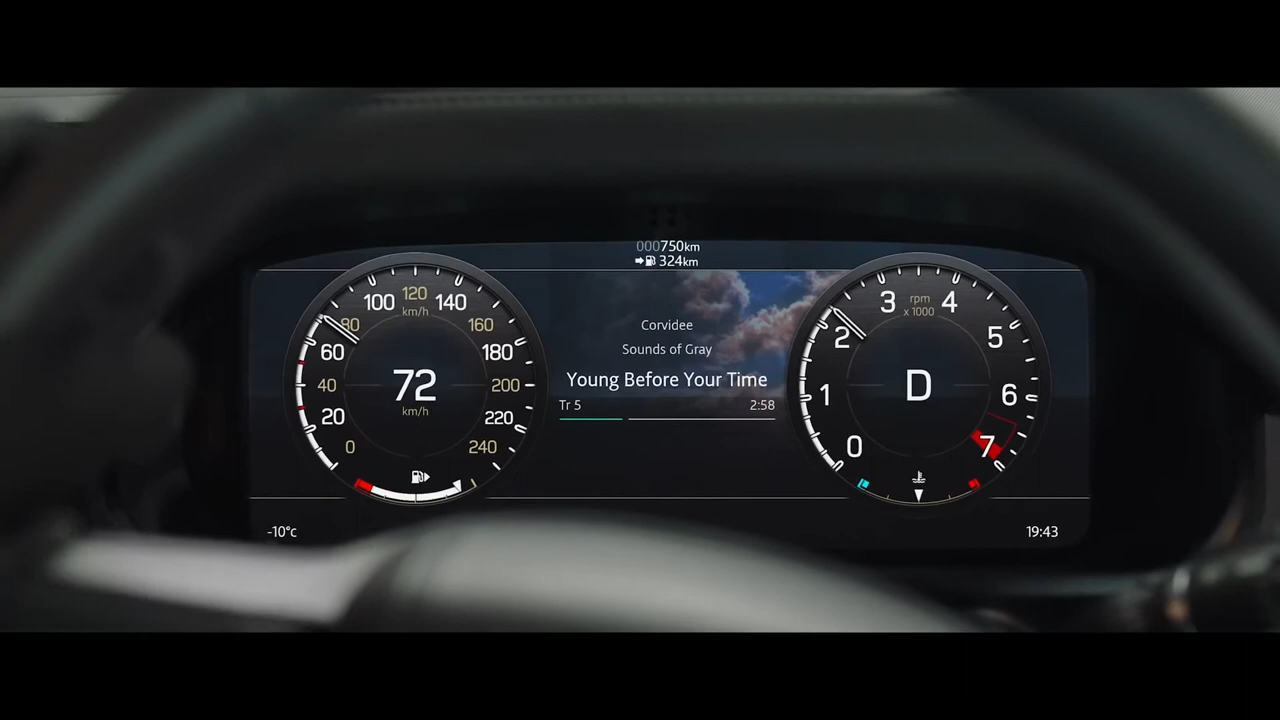 000750km
324km
100 120 140
km/h
80 160
60 180
40 72 200
km/h
20 220
0 240
Corvidee
Sounds of Gray
Young Before Your Time
Tr 5 2:58
3 rpm 4
x 1000
2 5
1 D 6
0 7
-10°c 19:43